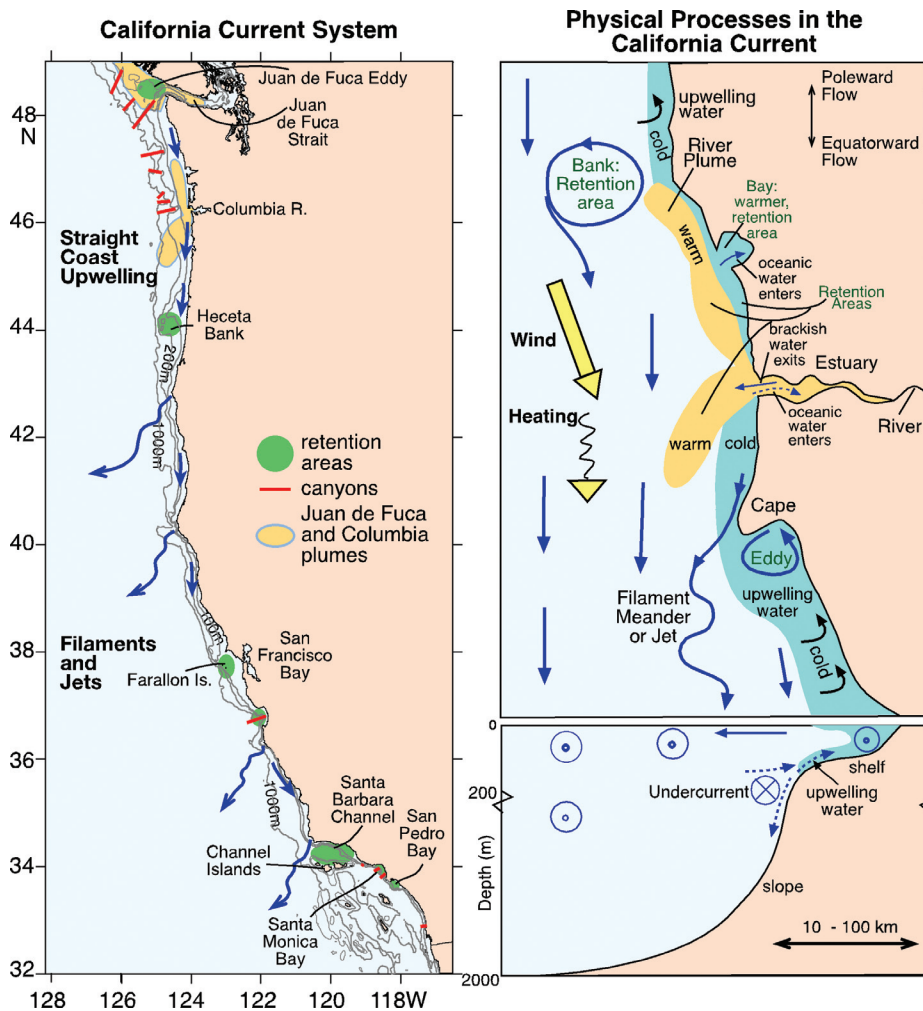 California Current System
Juan de Fuca Eddy
Juan
de Fuca
Strait
Columbia R.
Straight
Coast
Upwelling
Heceta
Bank
200m
1000m
retention
areas
canyons
Juan de Fuca
and Columbia
plumes
100m
Filaments
and
Jets
San
Francisco
Bay
Farallon Is.
1000m
Santa
Barbara
Channel
San
Pedro
Bay
Channel
Islands
Santa
Monica
Bay
48
N
46
44
42
40
38
36
34
32
128
126
124
122
120
118W
Physical Processes in the
California Current
Poleward
Flow
Equatorward
Flow
upwelling
water
cold
River
Plume
Bank:
Retention
area
Bay:
warmer,
retention
area
warm
oceanic
water
enters
Retention
Areas
brackish
water
exits
Estuary
Wind
Heating
oceanic
water
enters
River
warm
cold
Cape
Eddy
upwelling
water
Filament
Meander
or Jet
cold
0
200
2000
Depth (m)
shelf
Undercurrent
upwelling
water
slope
10 - 100 km